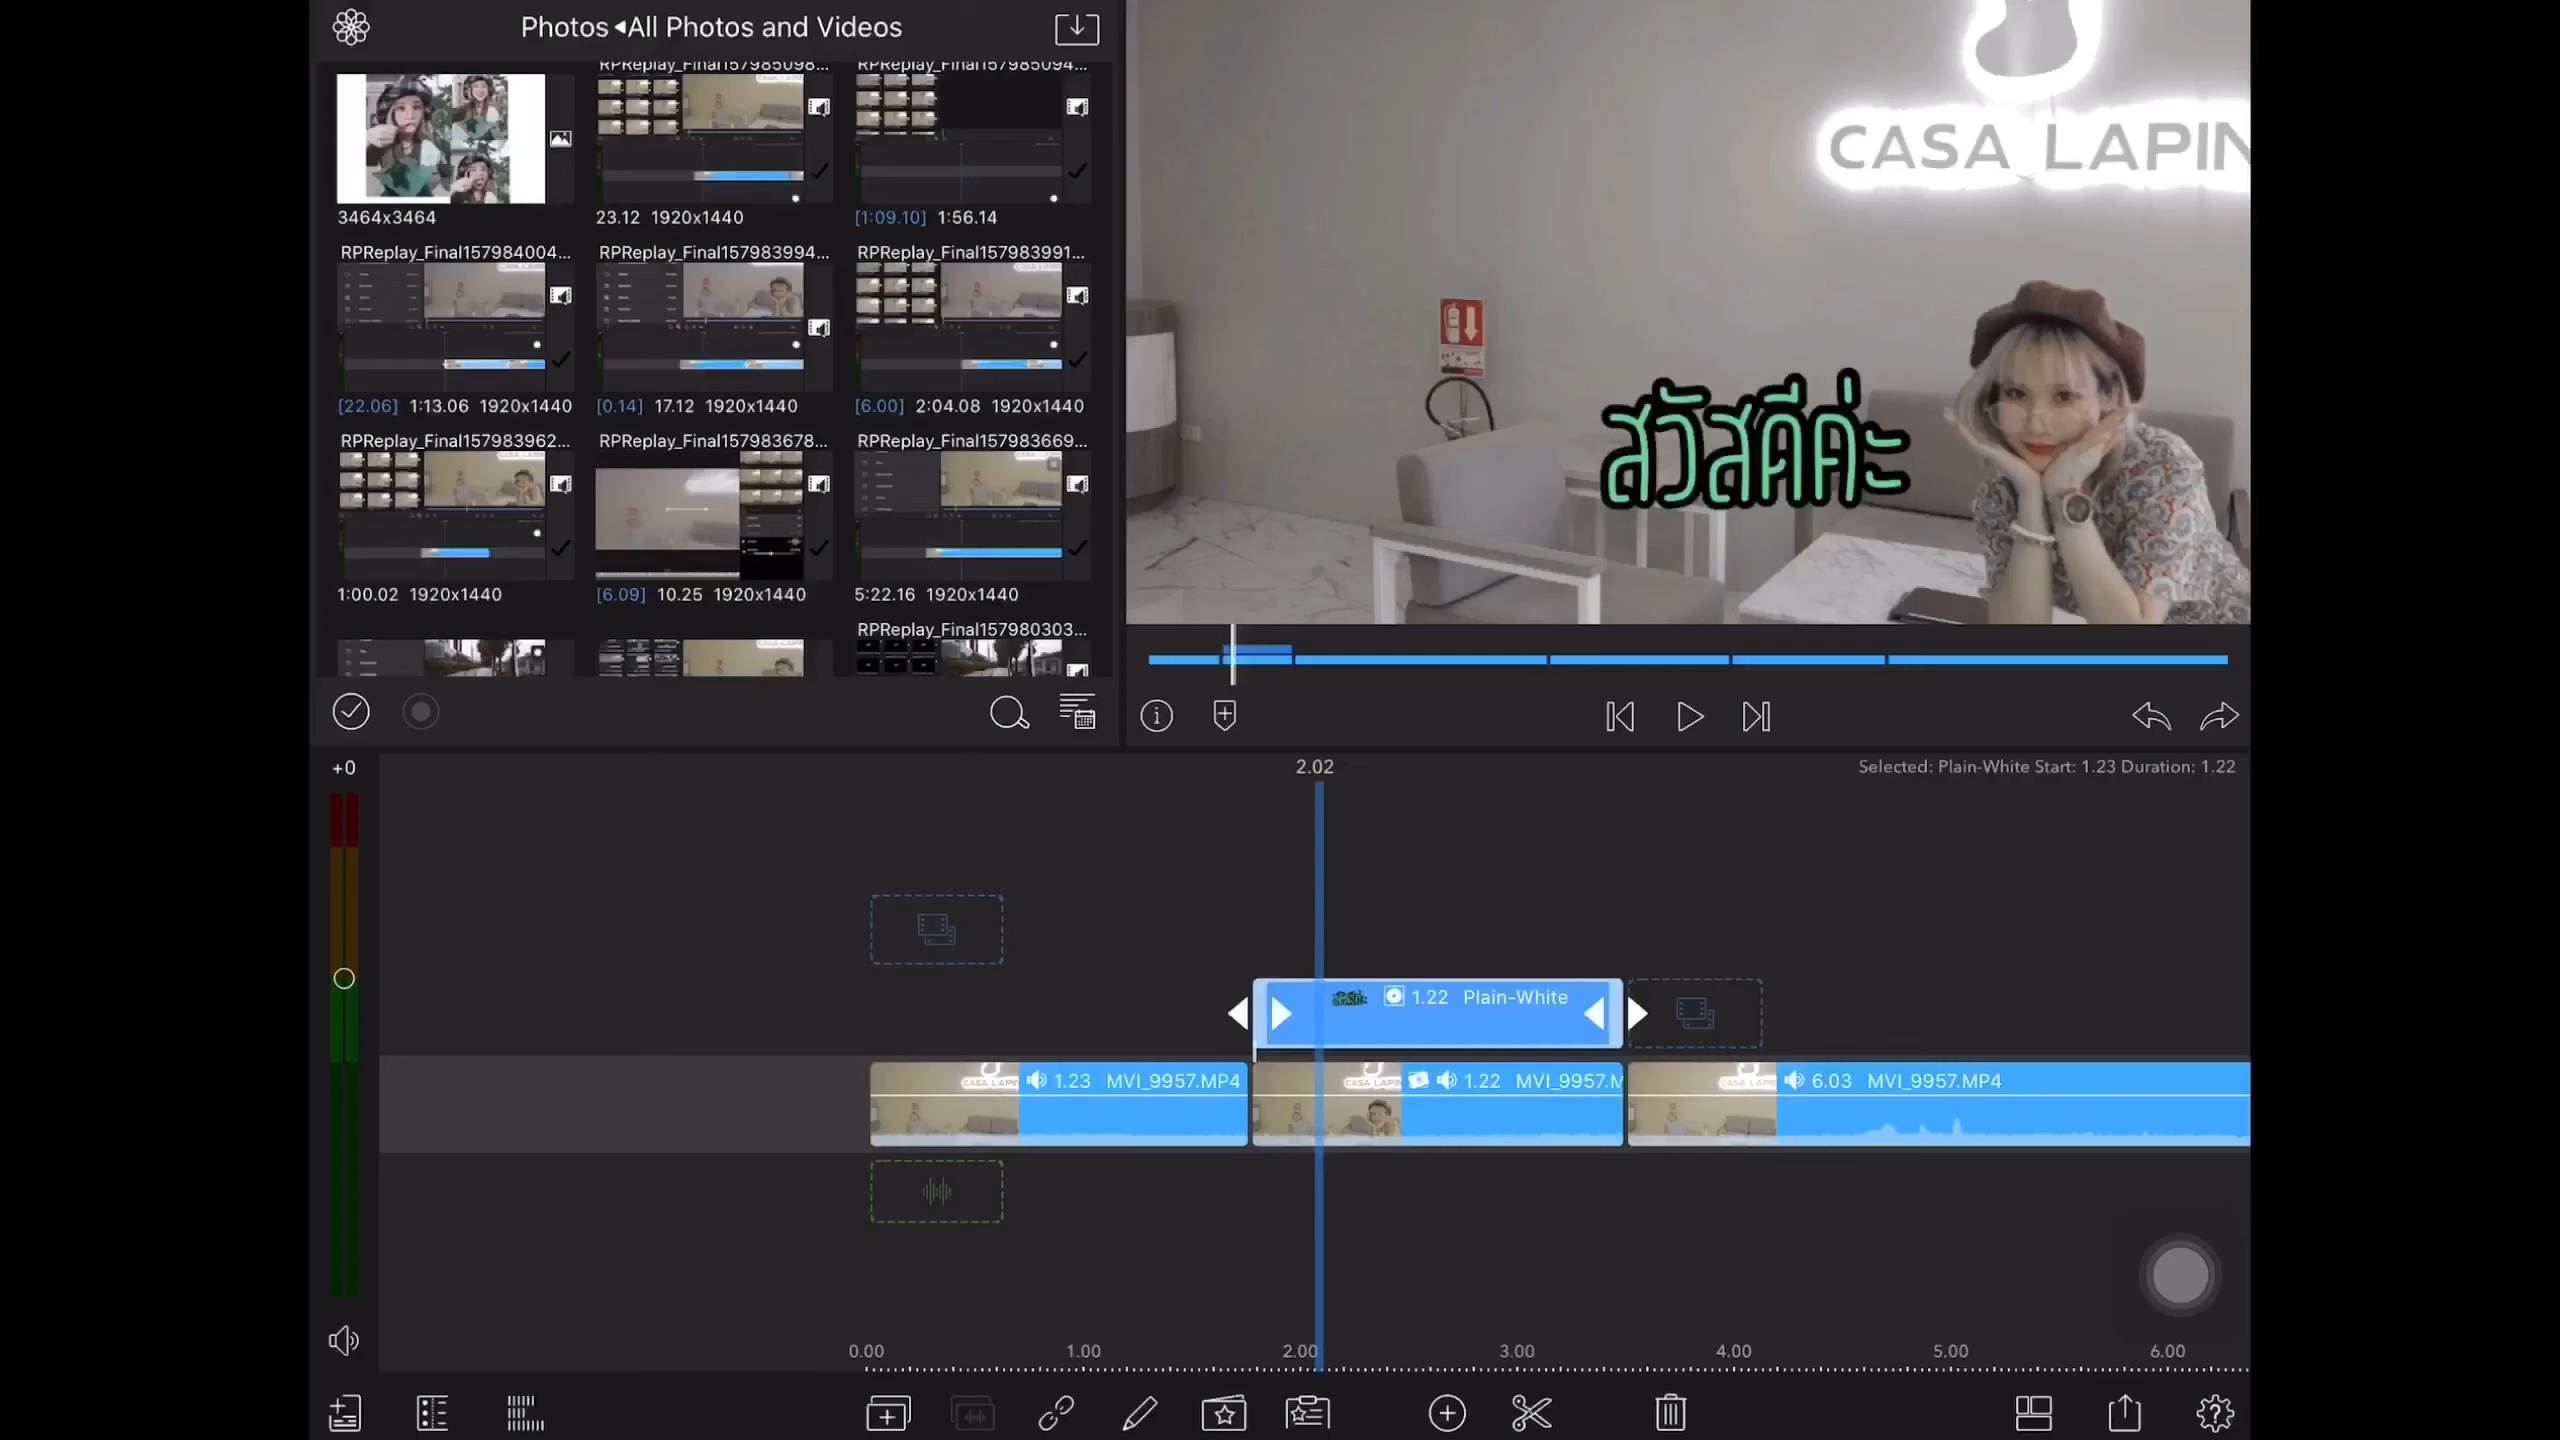 Photos ◂All Photos and Videos
RPReplay_Final157985098...
RPReplay_Final157985094...
3464x3464
23.12 1920x1440
[1:09.10] 1:56.14
RPReplay_Final157984004...
RPReplay_Final157983994...
RPReplay_Final157983991...
[22.06] 1:13.06 1920x1440
[0.14] 17.12 1920x1440
[6.00] 2:04.08 1920x1440
RPReplay_Final157983962...
RPReplay_Final157983678...
RPReplay_Final157983669...
1:00.02 1920x1440
[6.09] 10.25 1920x1440
5:22.16 1920x1440
RPReplay_Final157980303...
CASA LAPIN
สวัสดีค่ะ
+0
2.02
Selected: Plain-White Start: 1.23 Duration: 1.22
1.22 Plain-White
1.23 MVI_9957.MP4
1.22 MVI_9957.M
6.03 MVI_9957.MP4
0.00 1.00 2.00 3.00 4.00 5.00 6.00